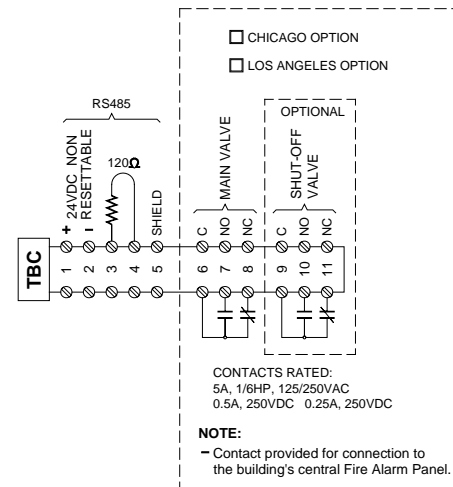 CHICAGO OPTION
LOS ANGELES OPTION
RS485
OPTIONAL
+ 24VDC NON
- RESETTABLE
120Ω
SHIELD
MAIN VALVE
C NO NC
SHUT-OFF
VALVE
C NO NC
TBC
1 2 3 4 5 6 7 8 9 10 11
CONTACTS RATED:
5A, 1/6HP, 125/250VAC
0.5A, 250VDC 0.25A, 250VDC
NOTE:
– Contact provided for connection to
the building's central Fire Alarm Panel.